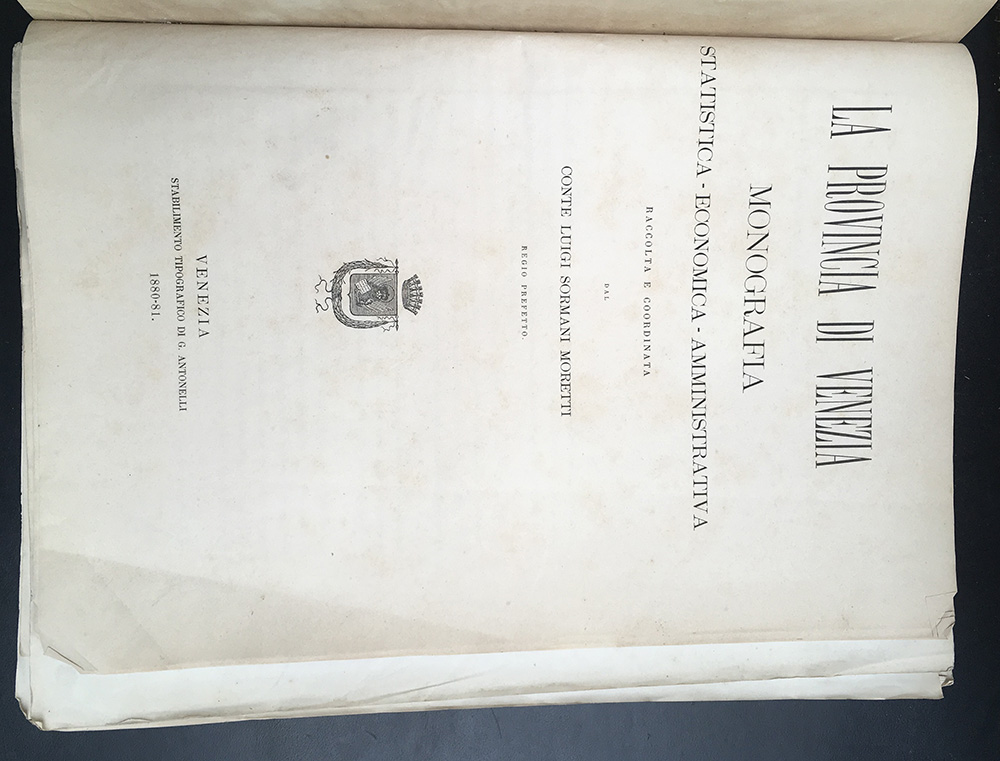 LA PROVINCIA DI VENEZIA
MONOGRAFIA
STATISTICA - ECONOMICA - AMMINISTRATIVA
RACCOLTA E COORDINATA
DAL
CONTE LUIGI SORMANI MORETTI
REGIO PREFETTO.
VENEZIA
STABILIMENTO TIPOGRAFICO DI G. ANTONELLI
1880-81.